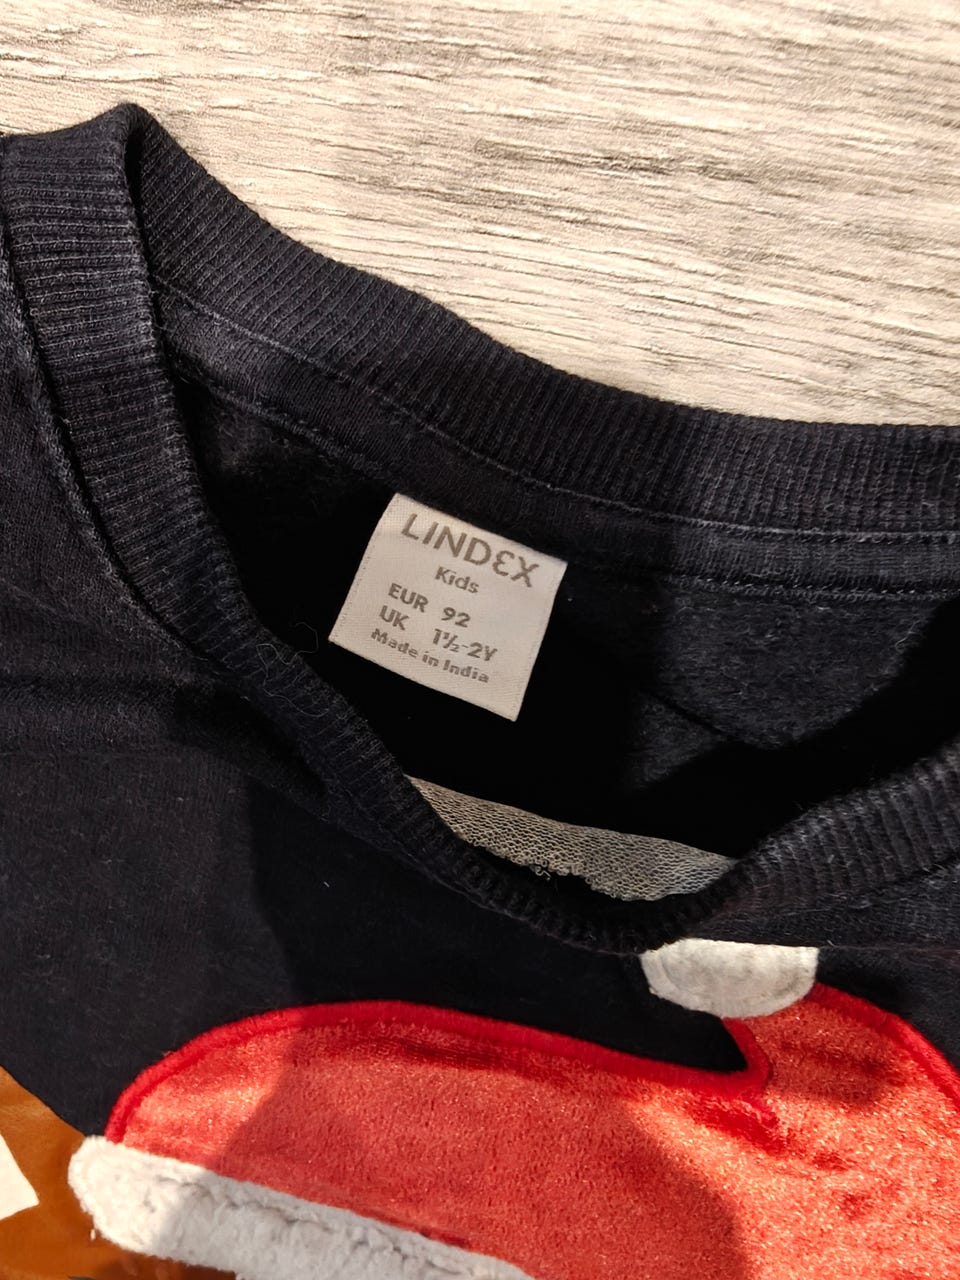 LINDEX
Kids
EUR 92
UK 1½-2Y
Made in India